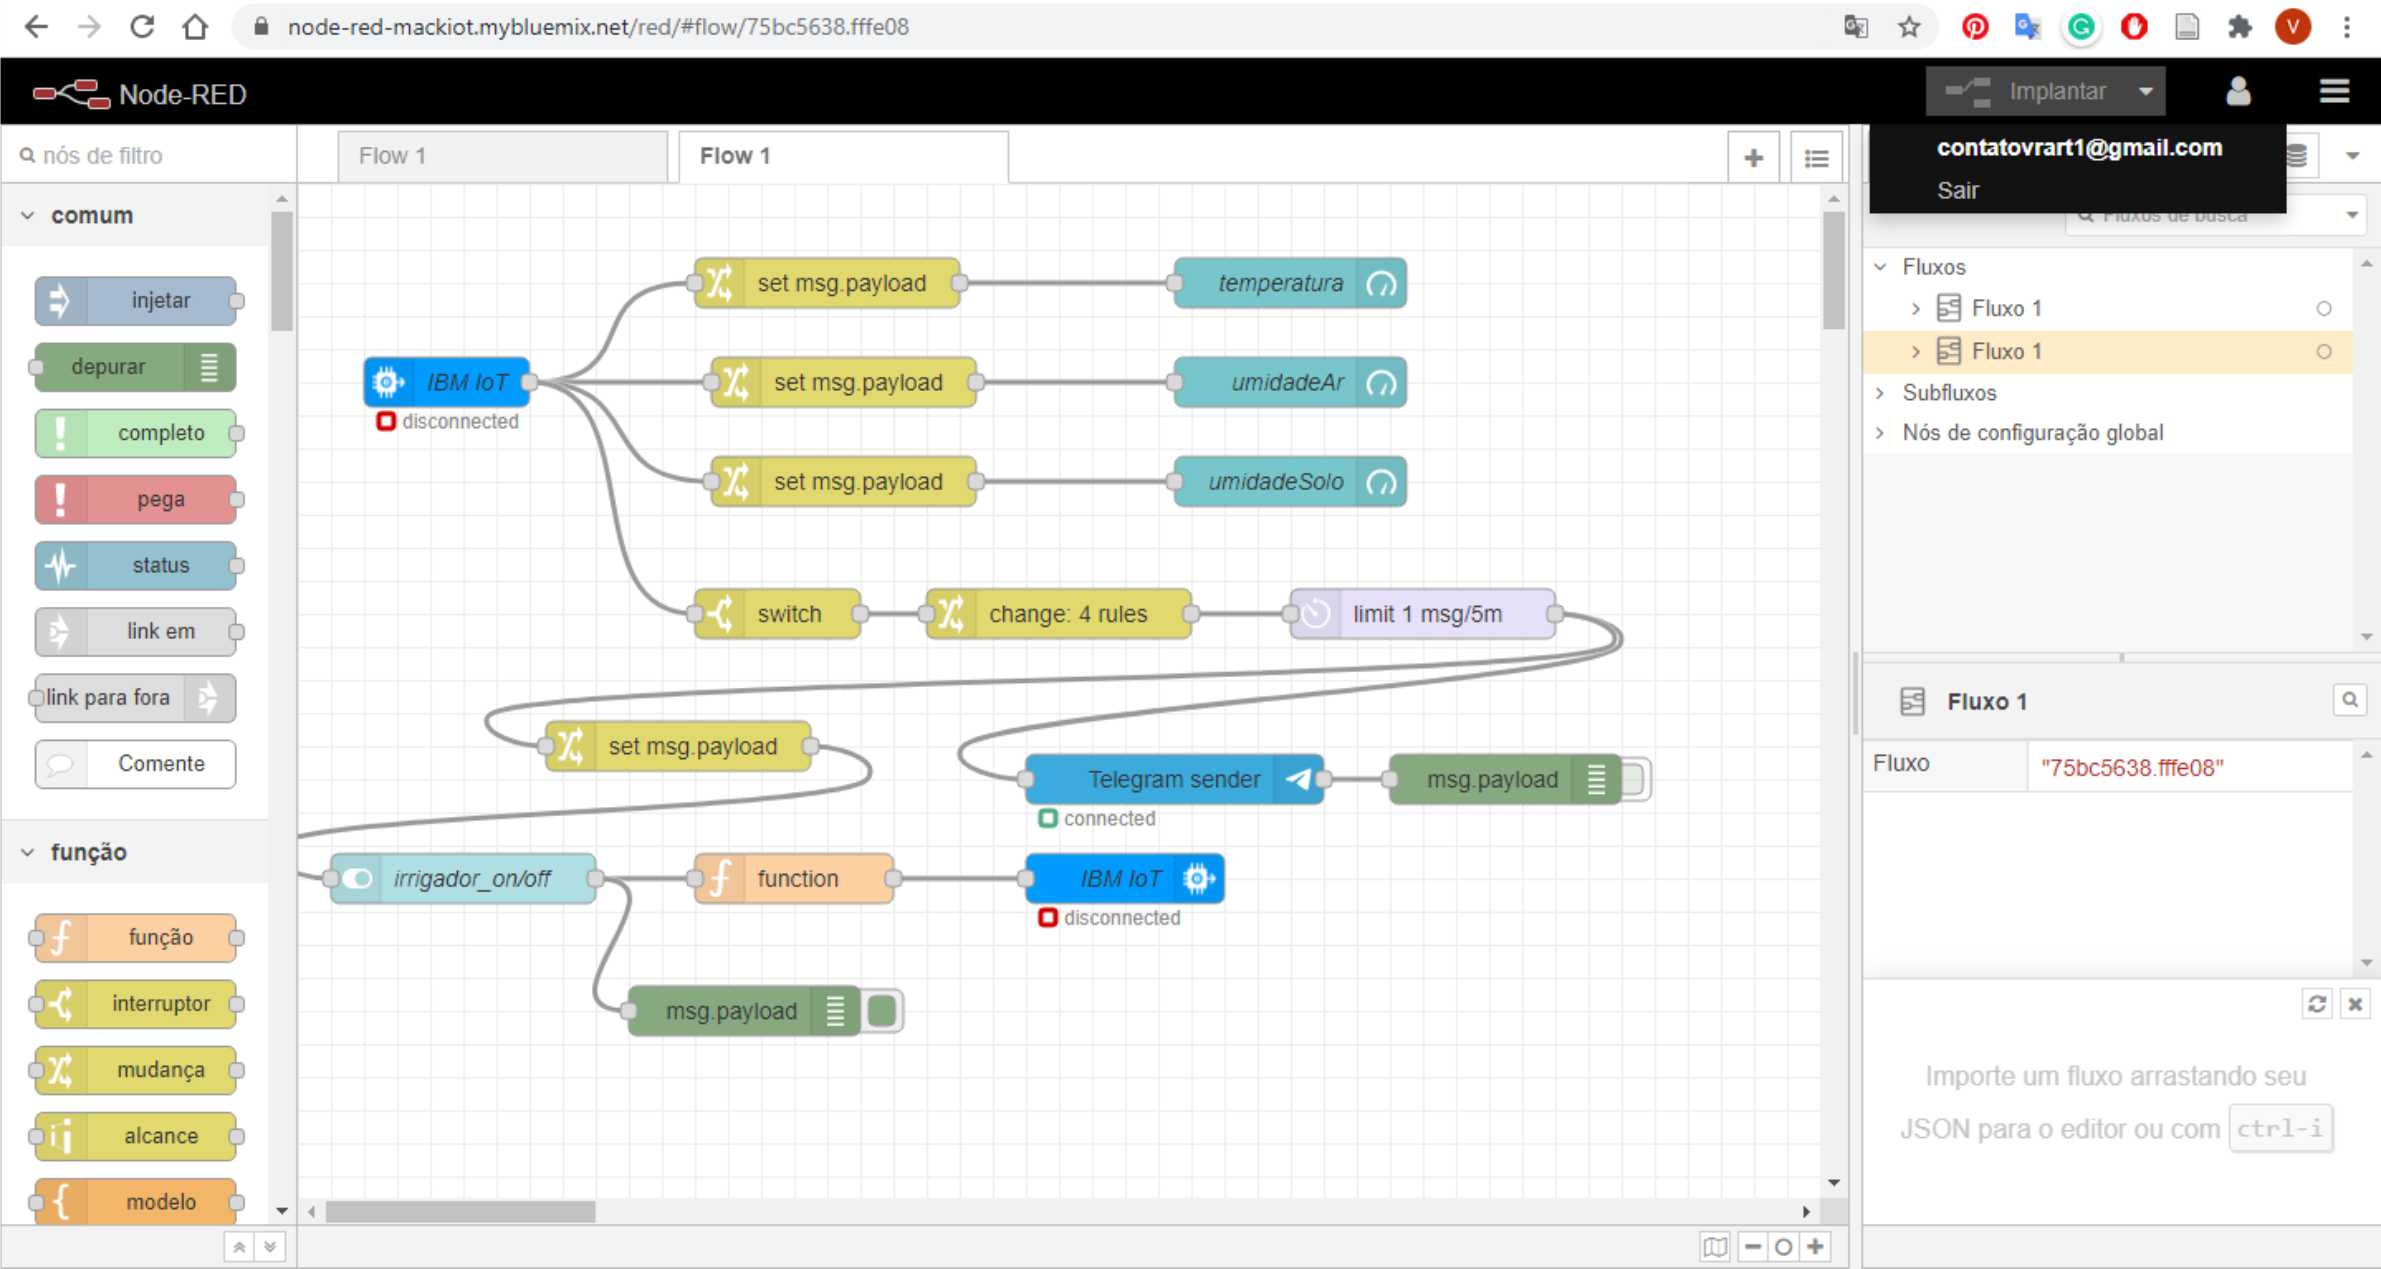 node-red-mackiot.mybluemix.net/red/#flow/75bc5638.fffe08
V
Node-RED
Implantar
contatovrart1@gmail.com
Sair
nós de filtro
Flow 1
Flow 1
Fluxos de busca
comum
injetar
depurar
completo
pega
status
link em
link para fora
Comente
função
função
interruptor
mudança
alcance
modelo
set msg.payload
temperatura
IBM IoT
disconnected
set msg.payload
umidadeAr
set msg.payload
umidadeSolo
switch
change: 4 rules
limit 1 msg/5m
set msg.payload
Telegram sender
connected
msg.payload
irrigador_on/off
function
IBM IoT
disconnected
msg.payload
Fluxos
Fluxo 1
Fluxo 1
Subfluxos
Nós de configuração global
Fluxo 1
Fluxo
"75bc5638.fffe08"
Importe um fluxo arrastando seu
JSON para o editor ou com ctrl-i